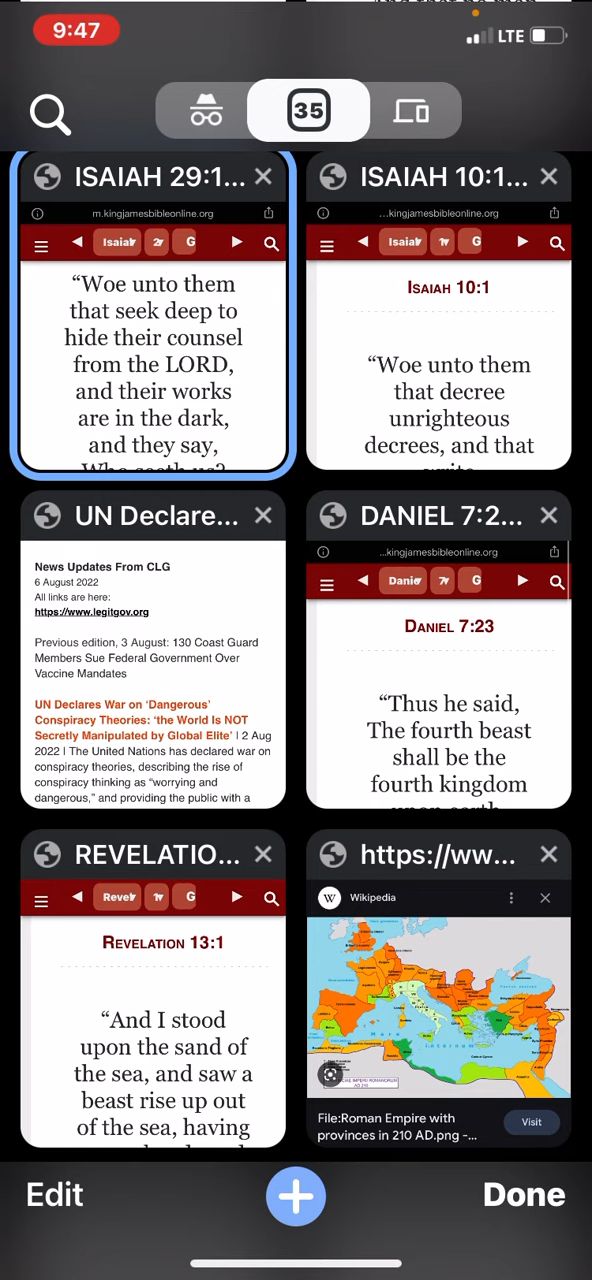 9:47
LTE
35
ISAIAH 29:1...
m.kingjamesbibleonline.org
G
“Woe unto them
that seek deep to
hide their counsel
from the LORD,
and their works
are in the dark,
and they say,
Who seeth us?
ISAIAH 10:1...
...kingjamesbibleonline.org
G
ISAIAH 10:1
“Woe unto them
that decree
unrighteous
decrees, and that
write
UN Declare...
News Updates From CLG
6 August 2022
All links are here:
https://www.legitgov.org
Previous edition, 3 August: 130 Coast Guard
Members Sue Federal Government Over
Vaccine Mandates
UN Declares War on ‘Dangerous’
Conspiracy Theories: ‘the World Is NOT
Secretly Manipulated by Global Elite’ | 2 Aug
2022 | The United Nations has declared war on
conspiracy theories, describing the rise of
conspiracy thinking as “worrying and
dangerous,” and providing the public with a
DANIEL 7:2...
...kingjamesbibleonline.org
G
DANIEL 7:23
“Thus he said,
The fourth beast
shall be the
fourth kingdom
upon earth
REVELATIO...
G
REVELATION 13:1
“And I stood
upon the sand of
the sea, and saw a
beast rise up out
of the sea, having
https://ww...
W
Wikipedia
File:Roman Empire with
provinces in 210 AD.png -...
Visit
Edit
Done